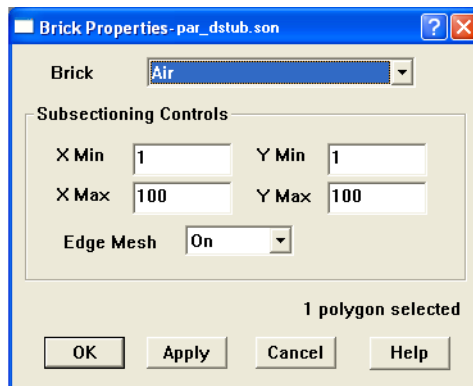 Brick Properties-par_dstub.son
Brick Air
Subsectioning Controls
X Min 1 Y Min 1
X Max 100 Y Max 100
Edge Mesh On
1 polygon selected
OK Apply Cancel Help